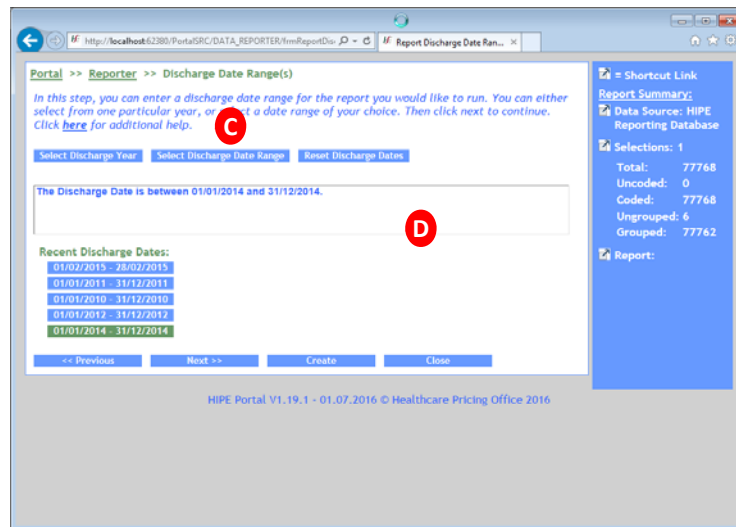 http://localhost:62380/PortalSRC/DATA_REPORTER/frmReportDis
Report Discharge Date Ran...
Portal >> Reporter >> Discharge Date Range(s)
In this step, you can enter a discharge date range for the report you would like to run. You can either
select from one particular year, or select a date range of your choice. Then click next to continue.
Click here for additional help.
C
Select Discharge Year
Select Discharge Date Range
Reset Discharge Dates
The Discharge Date is between 01/01/2014 and 31/12/2014.
D
Recent Discharge Dates:
01/02/2015 - 28/02/2015
01/01/2011 - 31/12/2011
01/01/2010 - 31/12/2010
01/01/2012 - 31/12/2012
01/01/2014 - 31/12/2014
<< Previous
Next >>
Create
Close
= Shortcut
Link
Report Summary:
Data Source: HIPE
Reporting Database
Selections: 1
Total: 77768
Uncoded: 0
Coded: 77768
Ungrouped: 6
Grouped: 77762
Report:
HIPE Portal V1.19.1 - 01.07.2016 © Healthcare Pricing Office 2016